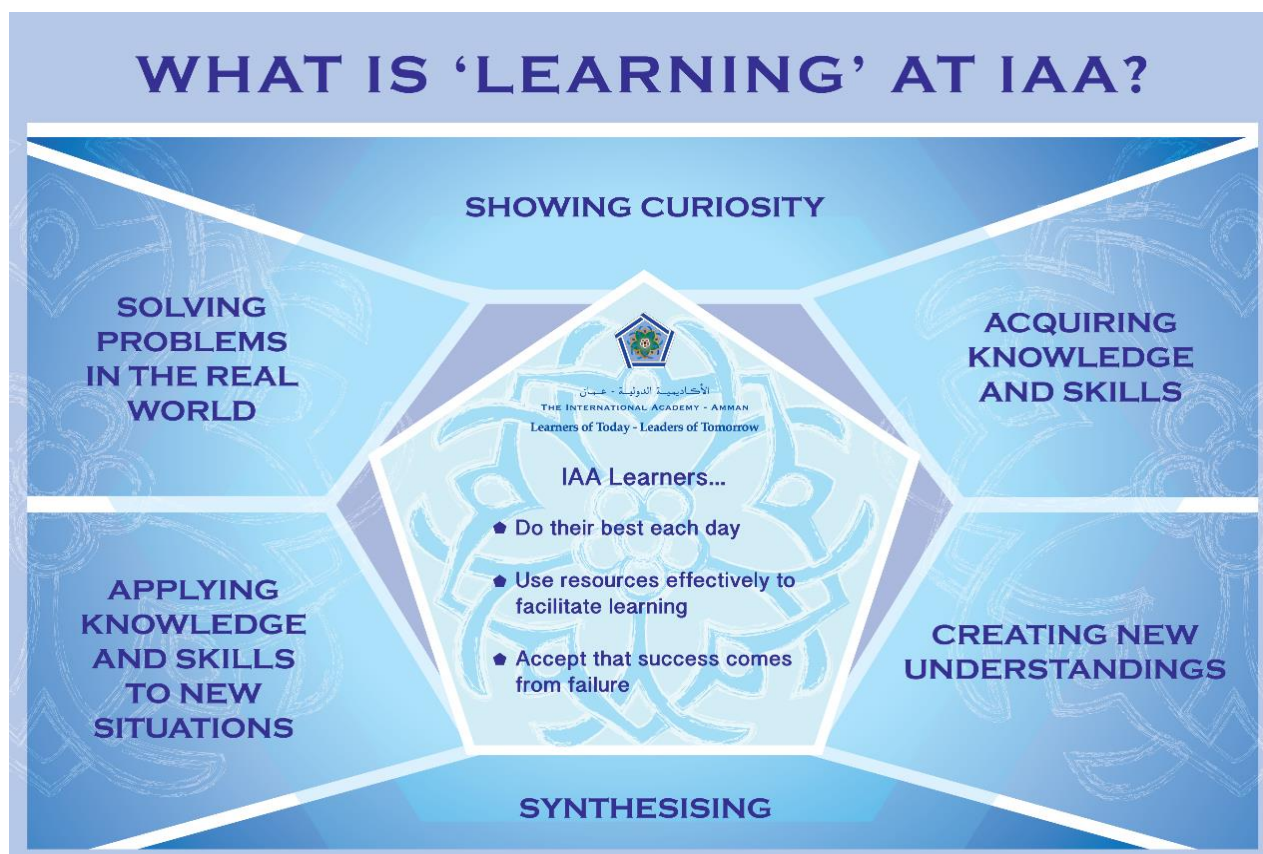 WHAT IS ‘LEARNING’ AT IAA?
SHOWING CURIOSITY
SOLVING
PROBLEMS
IN THE REAL
WORLD
ACQUIRING
KNOWLEDGE
AND SKILLS
الأكاديمية الدولية - عمان
THE INTERNATIONAL ACADEMY - AMMAN
Learners of Today - Leaders of Tomorrow
IAA Learners...
Do their best each day
Use resources effectively to
facilitate learning
Accept that success comes
from failure
APPLYING
KNOWLEDGE
AND SKILLS
TO NEW
SITUATIONS
CREATING NEW
UNDERSTANDINGS
SYNTHESISING